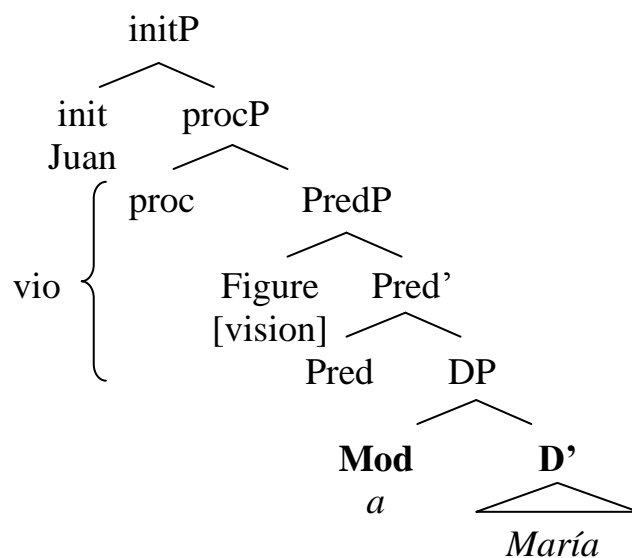 initP
init procP
Juan
proc PredP
vio
Figure Pred’
[vision]
Pred DP
Mod D’
a
María